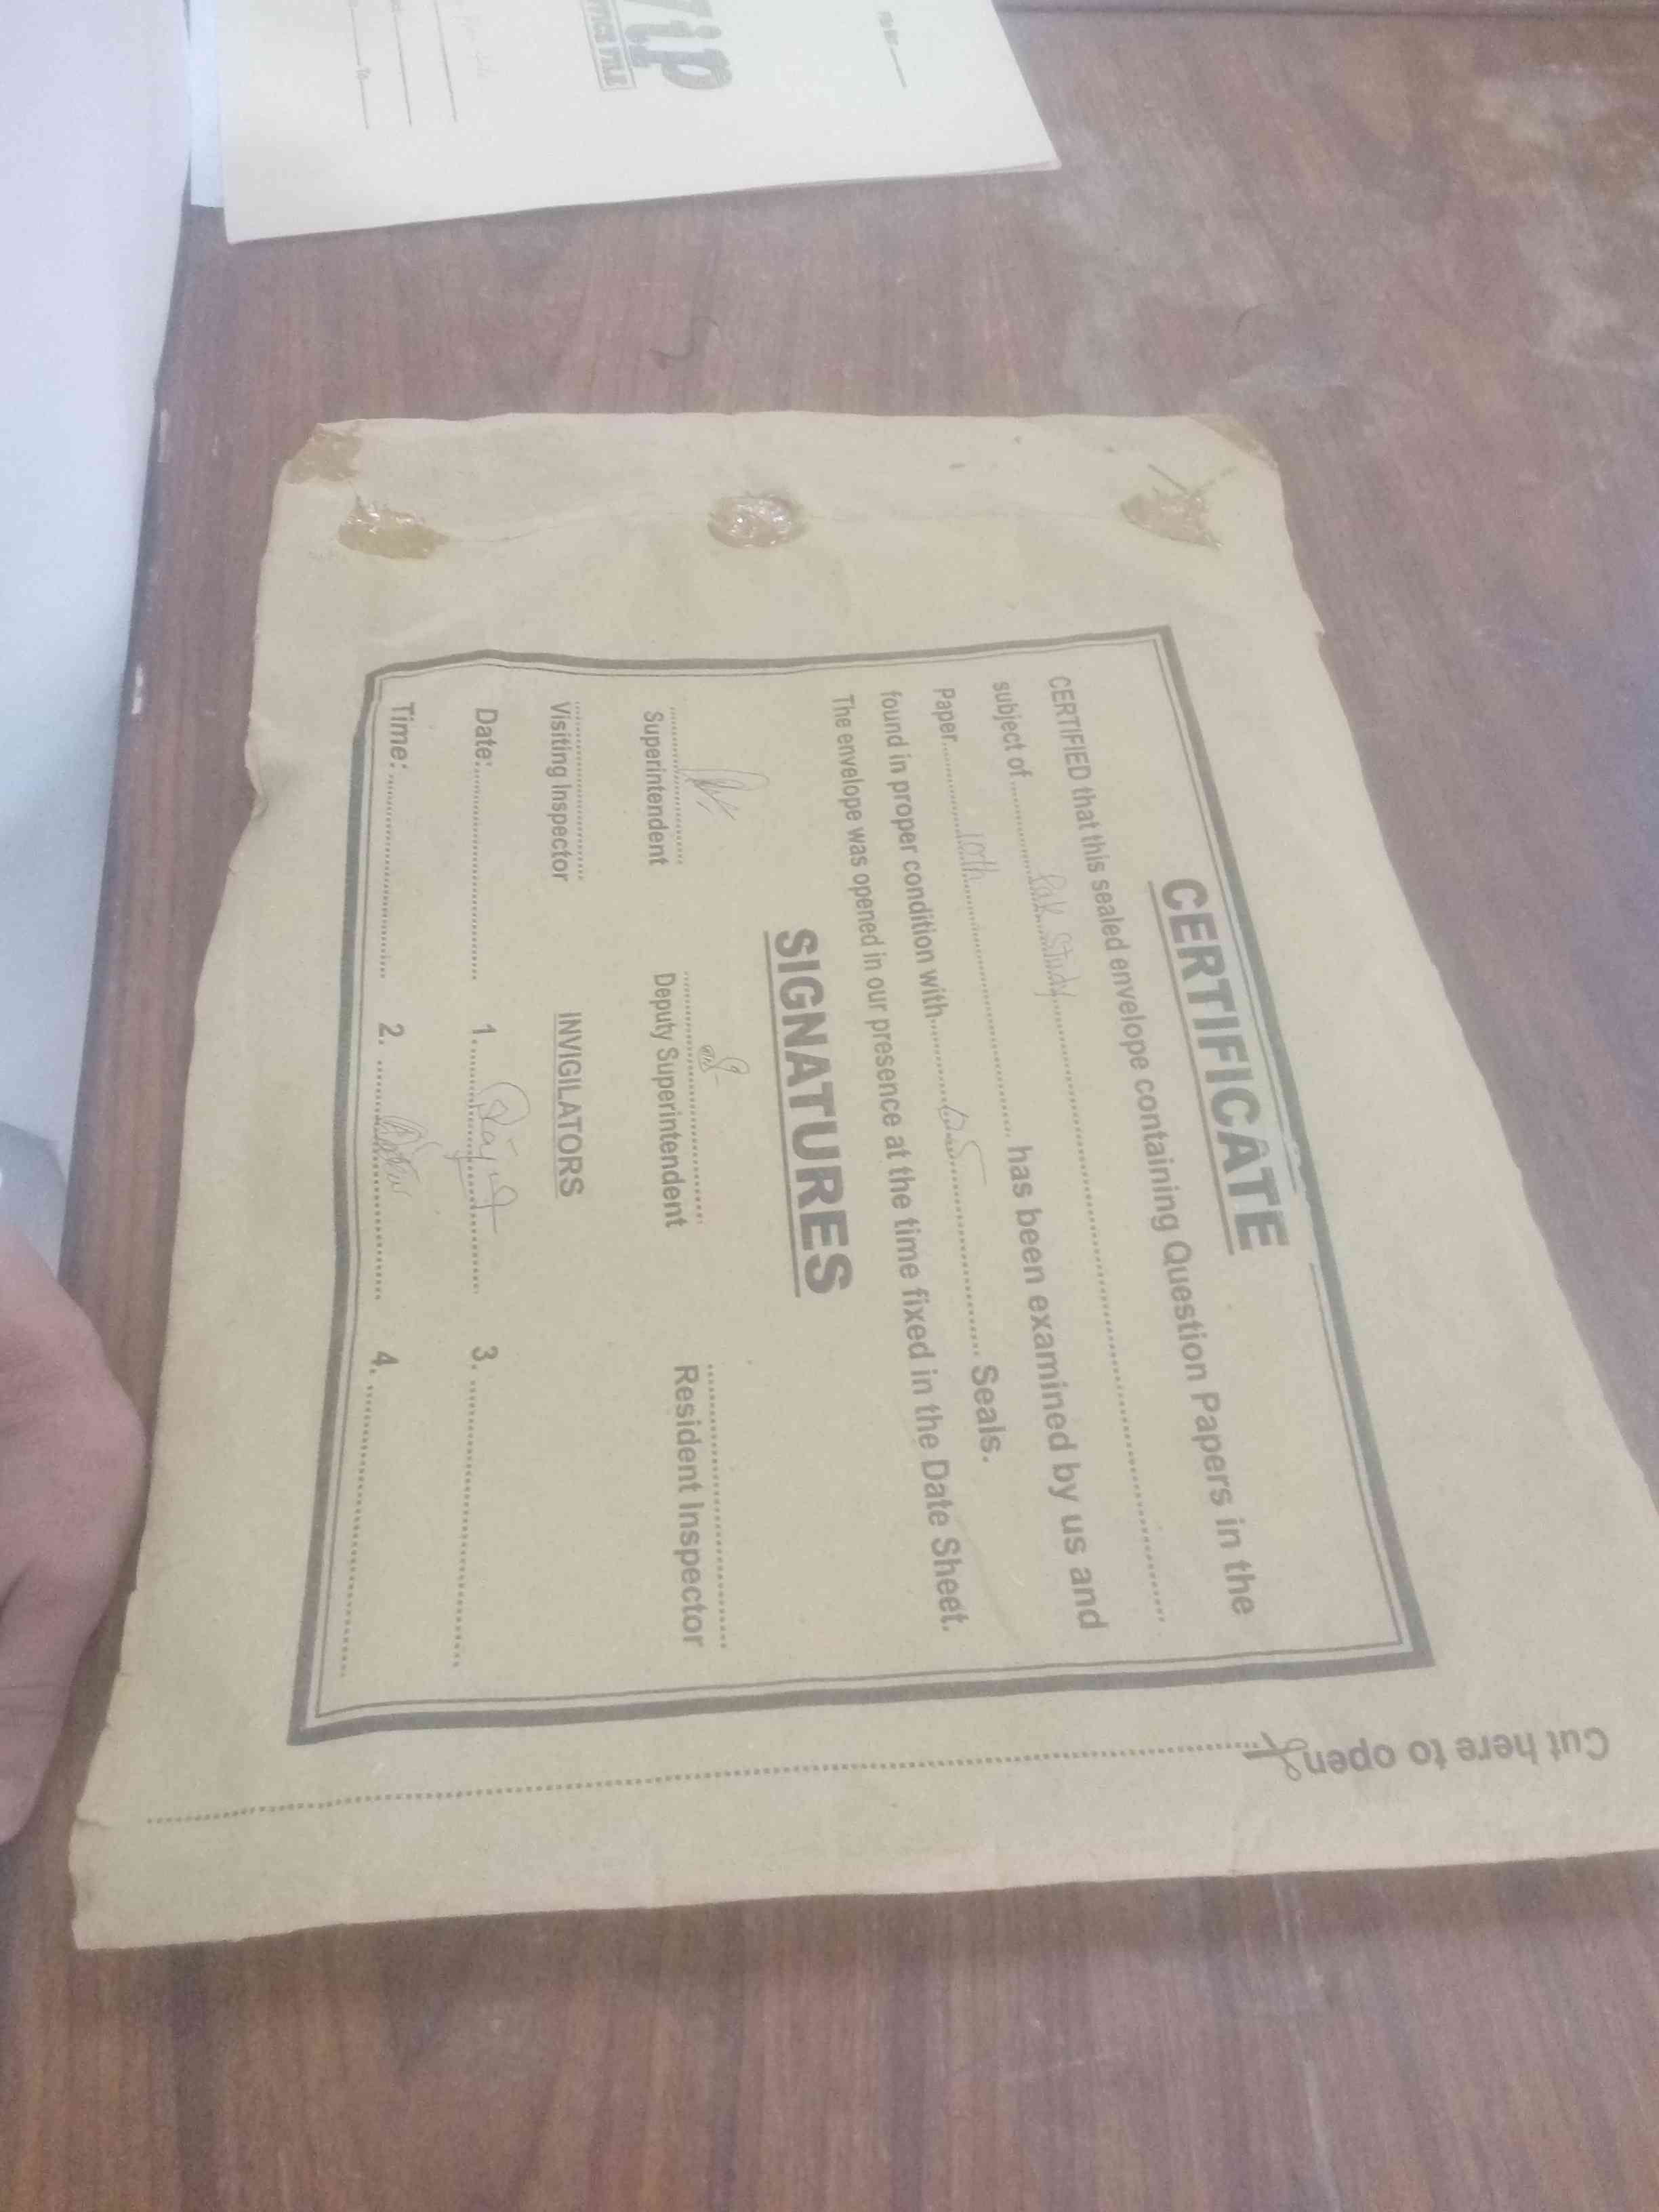 CERTIFICATE
CERTIFIED that this sealed envelope containing Question Papers in the
subject of Pak Study
Paper 10th has been examined by us and
found in proper condition with Seals.
The envelope was opened in our presence at the time fixed in the Date Sheet.
SIGNATURES
Superintendent Deputy Superintendent Resident Inspector
Visiting Inspector INVIGILATORS
Date: 1. 3.
Time: 2. 4.
Cut here to open